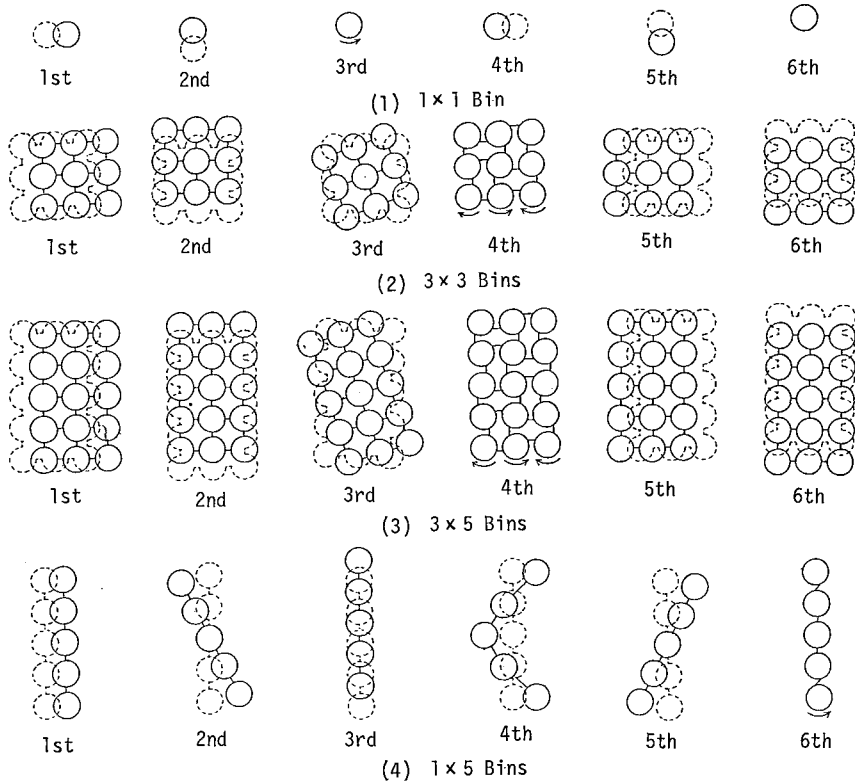 1st 2nd 3rd 4th 5th 6th
(1) 1 × 1 Bin
1st 2nd 3rd 4th 5th 6th
(2) 3 × 3 Bins
1st 2nd 3rd 4th 5th 6th
(3) 3 × 5 Bins
1st 2nd 3rd 4th 5th 6th
(4) 1 × 5 Bins